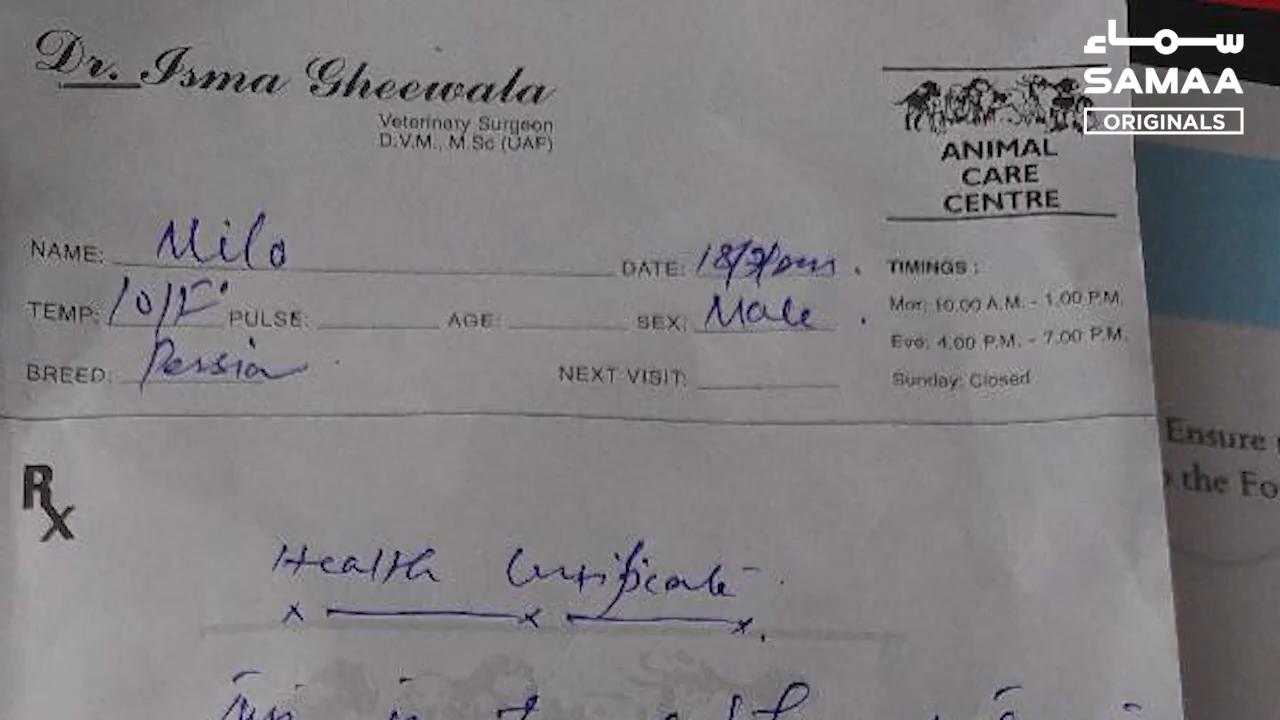 سماء
SAMAA
ORIGINALS
Dr. Isma Gheewala
Veterinary Surgeon
D.V.M., M.Sc (UAF)
ANIMAL
CARE
CENTRE
NAME: Milo
DATE: 18/
TEMP: 101F° PULSE: AGE: SEX: Male
BREED: Persian NEXT VISIT:
TIMINGS :
Mor: 10.00 A.M. - 1.00 P.M.
Eve: 4.00 P.M. - 7.00 P.M.
Sunday: Closed
Rx
Health Certificate
Ensure
the Fo